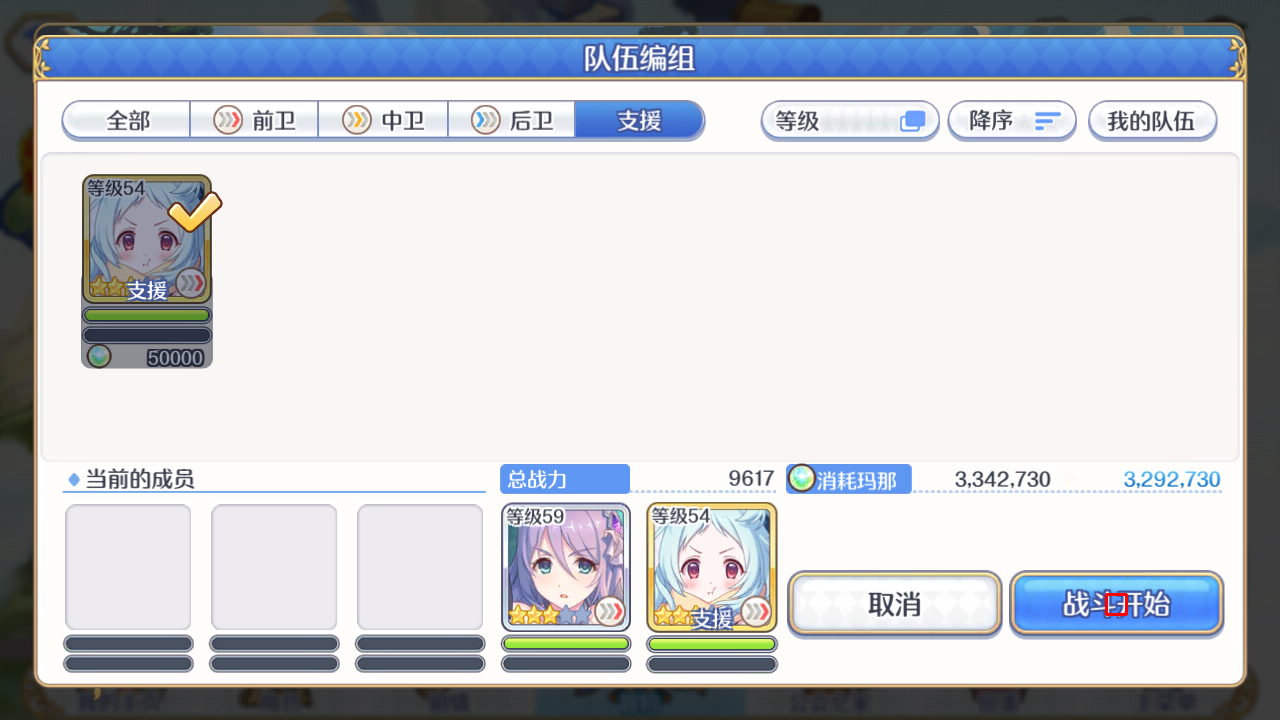 队伍编组
全部 前卫 中卫 后卫 支援 等级 降序 我的队伍
等级54
支援
50000
当前的成员 总战力 9617 消耗玛那 3,342,730 3,292,730
等级59 等级54
支援
取消 战斗开始